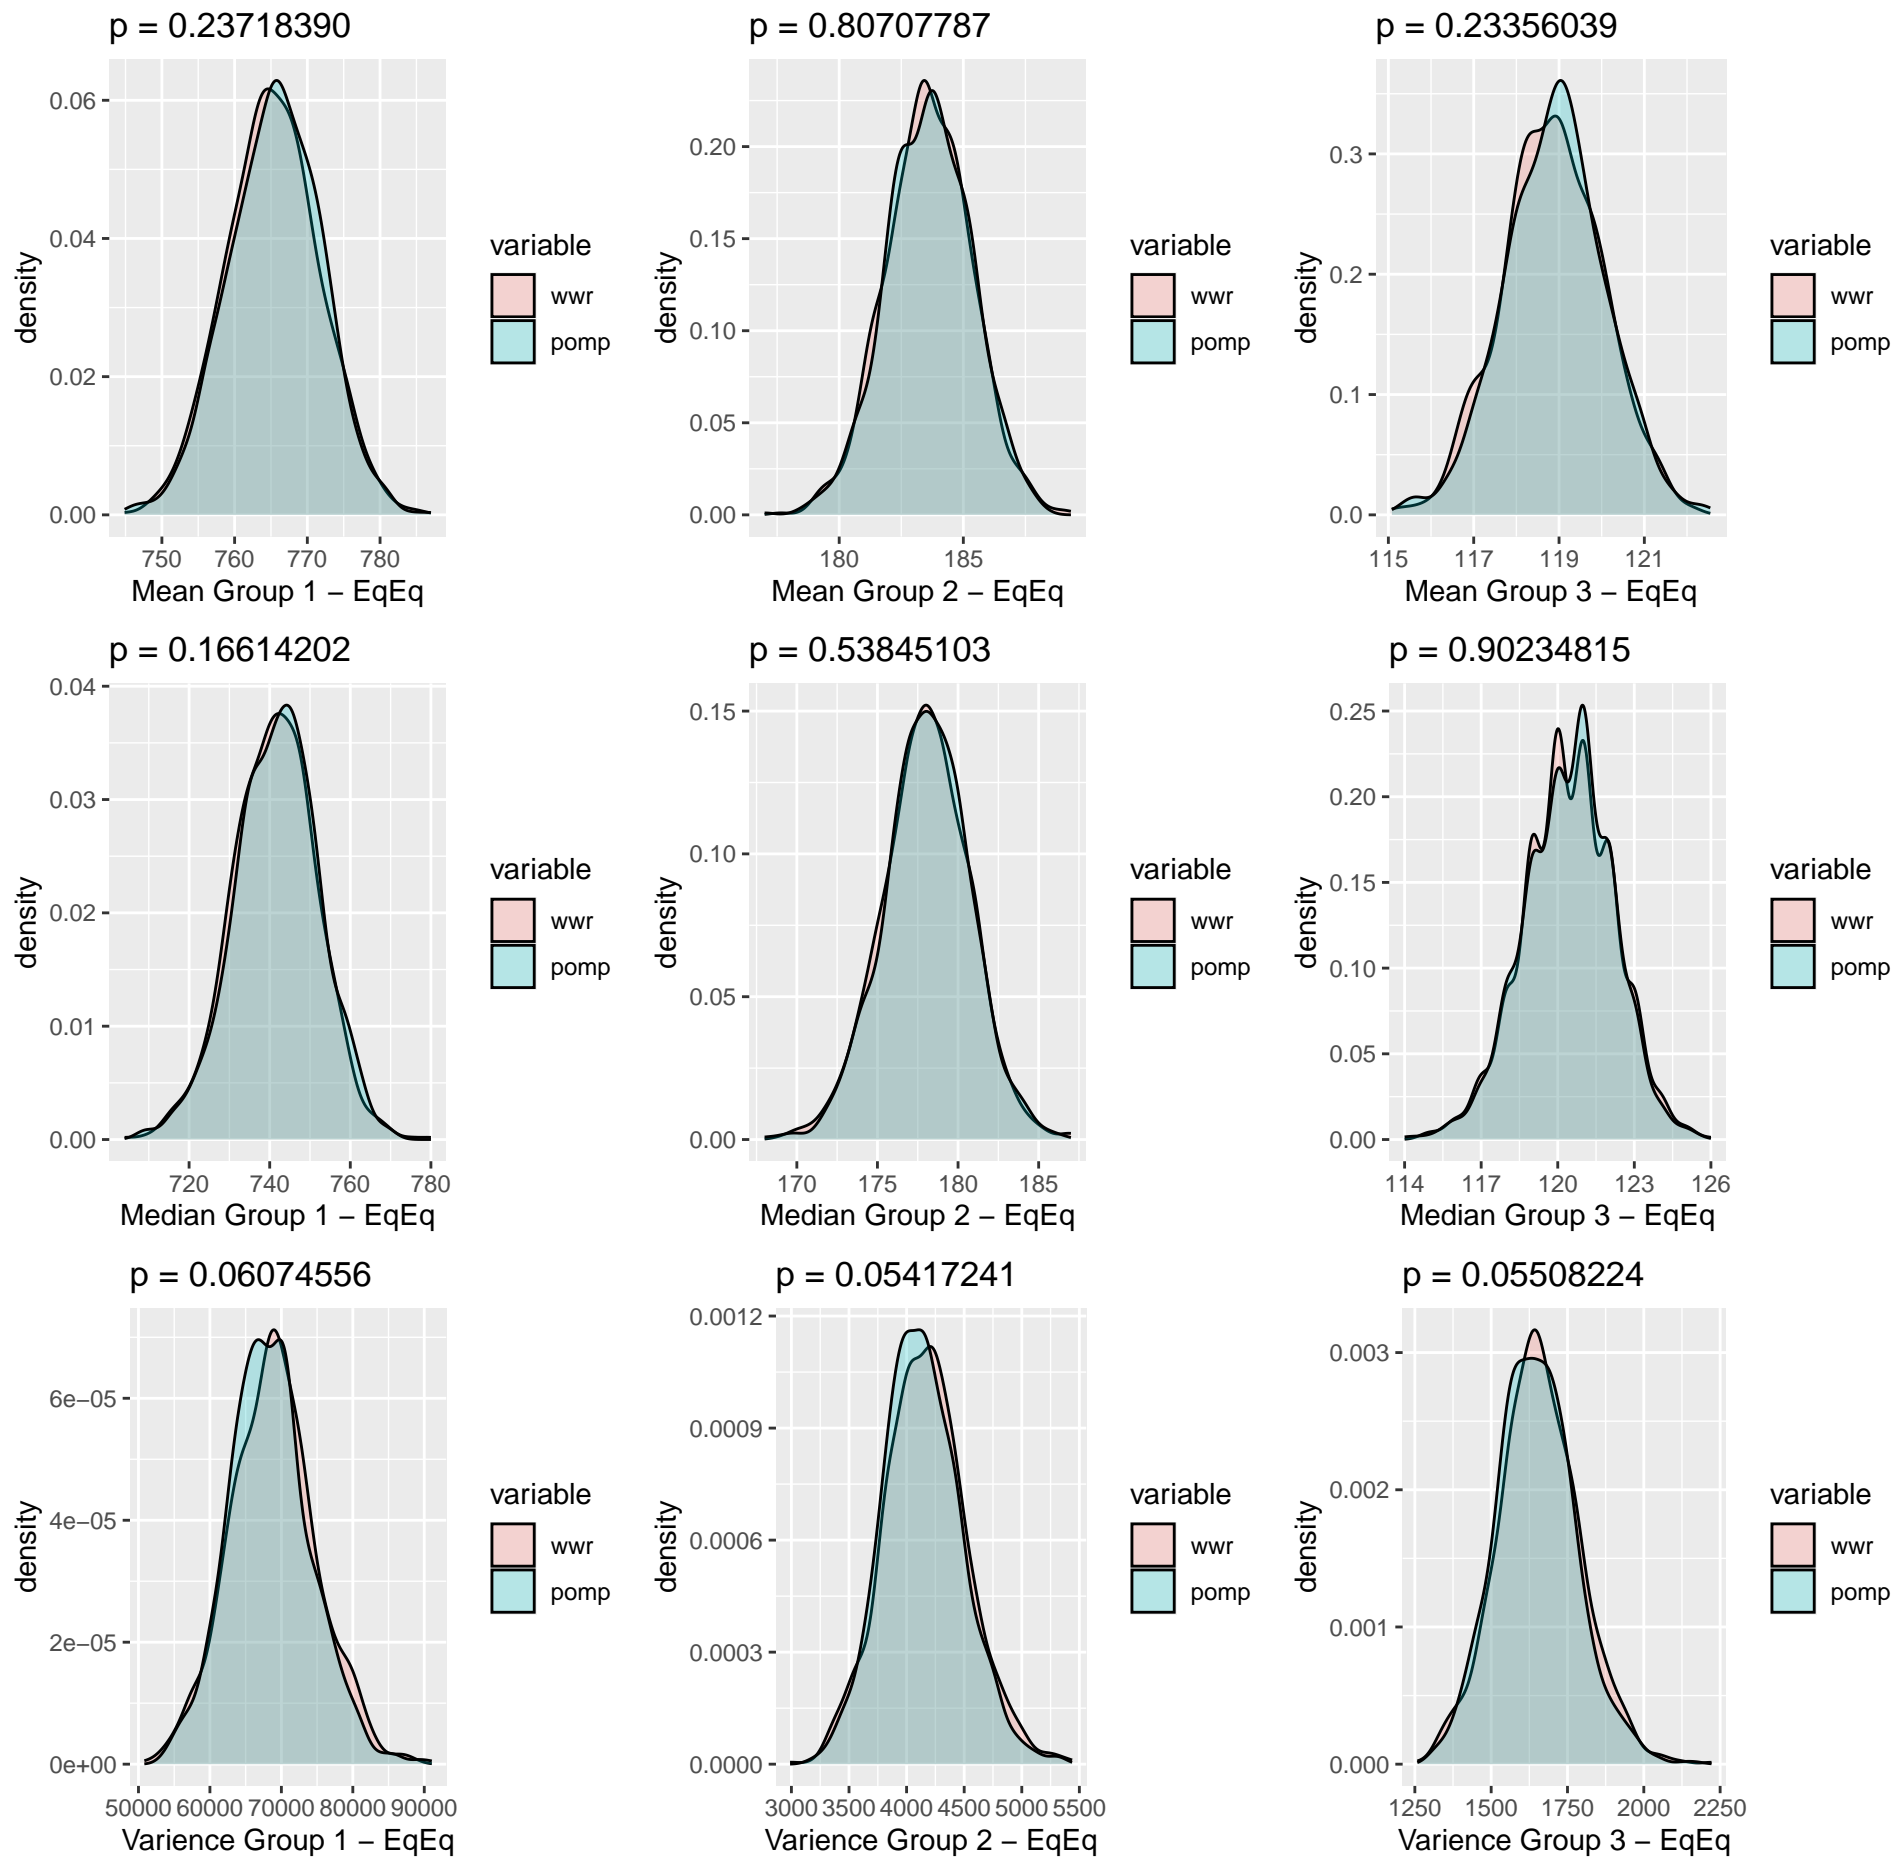 p = 0.23718390
0.06
0.04
0.02
0.00
density
750 760 770 780
Mean Group 1 − EqEq
variable
wwr
pomp
p = 0.80707787
0.20
0.15
0.10
0.05
0.00
density
180 185
Mean Group 2 − EqEq
variable
wwr
pomp
p = 0.23356039
0.3
0.2
0.1
0.0
density
115 117 119 121
Mean Group 3 − EqEq
variable
wwr
pomp
p = 0.16614202
0.04
0.03
0.02
0.01
0.00
density
720 740 760 780
Median Group 1 − EqEq
variable
wwr
pomp
p = 0.53845103
0.15
0.10
0.05
0.00
density
170 175 180 185
Median Group 2 − EqEq
variable
wwr
pomp
p = 0.90234815
0.25
0.20
0.15
0.10
0.05
0.00
density
114 117 120 123 126
Median Group 3 − EqEq
variable
wwr
pomp
p = 0.06074556
6e−05
4e−05
2e−05
0e+00
density
50000 60000 70000 80000 90000
Varience Group 1 − EqEq
variable
wwr
pomp
p = 0.05417241
0.0012
0.0009
0.0006
0.0003
0.0000
density
3000 3500 4000 4500 5000 5500
Varience Group 2 − EqEq
variable
wwr
pomp
p = 0.05508224
0.003
0.002
0.001
0.000
density
1250 1500 1750 2000 2250
Varience Group 3 − EqEq
variable
wwr
pomp